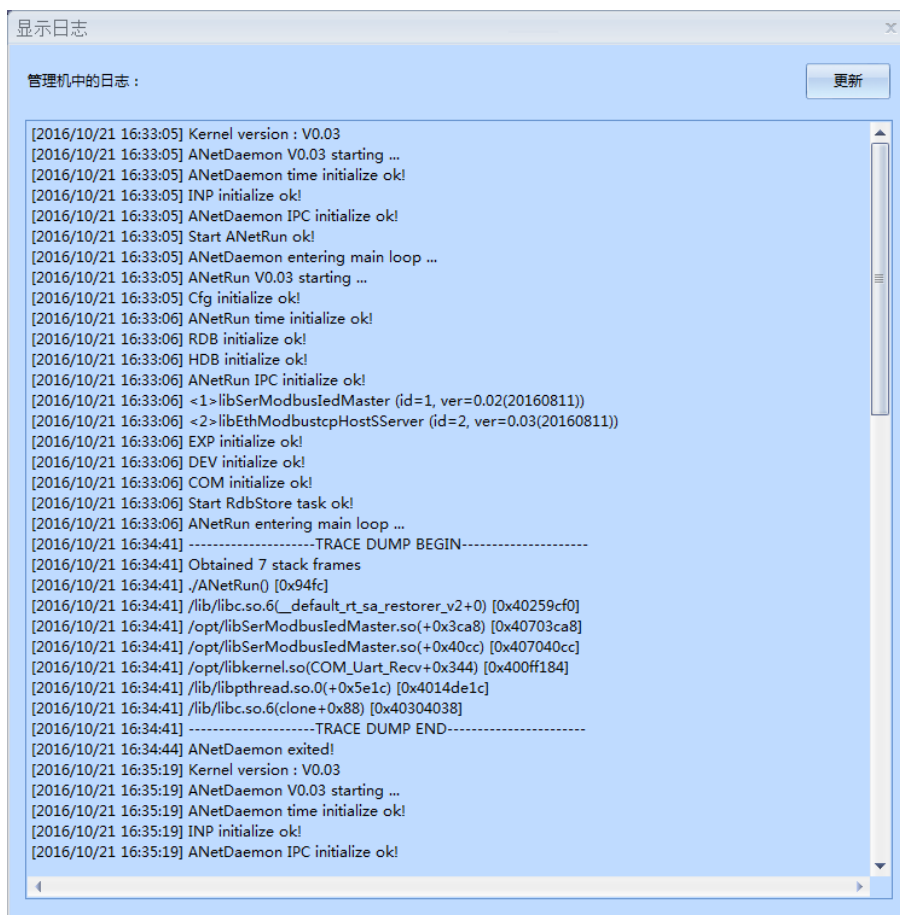 显示日志
管理机中的日志：
更新
[2016/10/21 16:33:05] Kernel version : V0.03
[2016/10/21 16:33:05] ANetDaemon V0.03 starting ...
[2016/10/21 16:33:05] ANetDaemon time initialize ok!
[2016/10/21 16:33:05] INP initialize ok!
[2016/10/21 16:33:05] ANetDaemon IPC initialize ok!
[2016/10/21 16:33:05] Start ANetRun ok!
[2016/10/21 16:33:05] ANetDaemon entering main loop ...
[2016/10/21 16:33:05] ANetRun V0.03 starting ...
[2016/10/21 16:33:05] Cfg initialize ok!
[2016/10/21 16:33:06] ANetRun time initialize ok!
[2016/10/21 16:33:06] RDB initialize ok!
[2016/10/21 16:33:06] HDB initialize ok!
[2016/10/21 16:33:06] ANetRun IPC initialize ok!
[2016/10/21 16:33:06] <1>libSerModbusIedMaster (id=1, ver=0.02(20160811))
[2016/10/21 16:33:06] <2>libEthModbustcpHostSServer (id=2, ver=0.03(20160811))
[2016/10/21 16:33:06] EXP initialize ok!
[2016/10/21 16:33:06] DEV initialize ok!
[2016/10/21 16:33:06] COM initialize ok!
[2016/10/21 16:33:06] Start RdbStore task ok!
[2016/10/21 16:33:06] ANetRun entering main loop ...
[2016/10/21 16:34:41] ---------------------TRACE DUMP BEGIN---------------------
[2016/10/21 16:34:41] Obtained 7 stack frames
[2016/10/21 16:34:41] ./ANetRun() [0x94fc]
[2016/10/21 16:34:41] /lib/libc.so.6(__default_rt_sa_restorer_v2+0) [0x40259cf0]
[2016/10/21 16:34:41] /opt/libSerModbusIedMaster.so(+0x3ca8) [0x40703ca8]
[2016/10/21 16:34:41] /opt/libSerModbusIedMaster.so(+0x40cc) [0x407040cc]
[2016/10/21 16:34:41] /opt/libkernel.so(COM_Uart_Recv+0x344) [0x400ff184]
[2016/10/21 16:34:41] /lib/libpthread.so.0(+0x5e1c) [0x4014de1c]
[2016/10/21 16:34:41] /lib/libc.so.6(clone+0x88) [0x40304038]
[2016/10/21 16:34:41] ---------------------TRACE DUMP END-----------------------
[2016/10/21 16:34:44] ANetDaemon exited!
[2016/10/21 16:35:19] Kernel version : V0.03
[2016/10/21 16:35:19] ANetDaemon V0.03 starting ...
[2016/10/21 16:35:19] ANetDaemon time initialize ok!
[2016/10/21 16:35:19] INP initialize ok!
[2016/10/21 16:35:19] ANetDaemon IPC initialize ok!